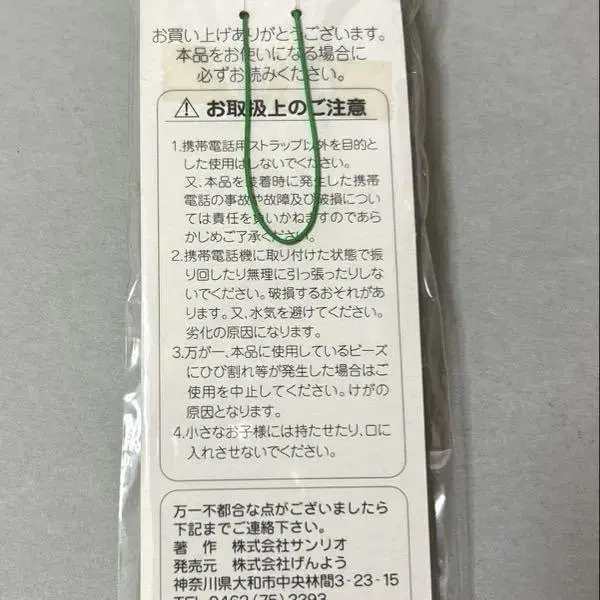 お買い上げありがとうございます。
本品をお使いになる場合に
必ずお読みください。
お取扱上のご注意
1.携帯電話用ストラップ以外を目的と
した使用はしないでください。
又、本品を装着時に発生した携帯
電話の事故や故障及び破損につい
ては責任を負いかねますのであら
かじめご了承ください。
2.携帯電話機に取り付けた状態で振
り回したり無理に引っ張ったりしな
いでください。破損するおそれがあ
ります。又、水気を避けてください。
劣化の原因になります。
3.万が一、本品に使用しているビーズ
にひび割れ等が発生した場合はご
使用を中止してください。けがの
原因となります。
4.小さなお子様には持たせたり、口に
入れさせないでください。
万一不都合な点がございましたら
下記までご連絡下さい。
著 作 株式会社サンリオ
発売元 株式会社げんよう
神奈川県大和市中央林間3-23-15
TEL 0462(75)2293